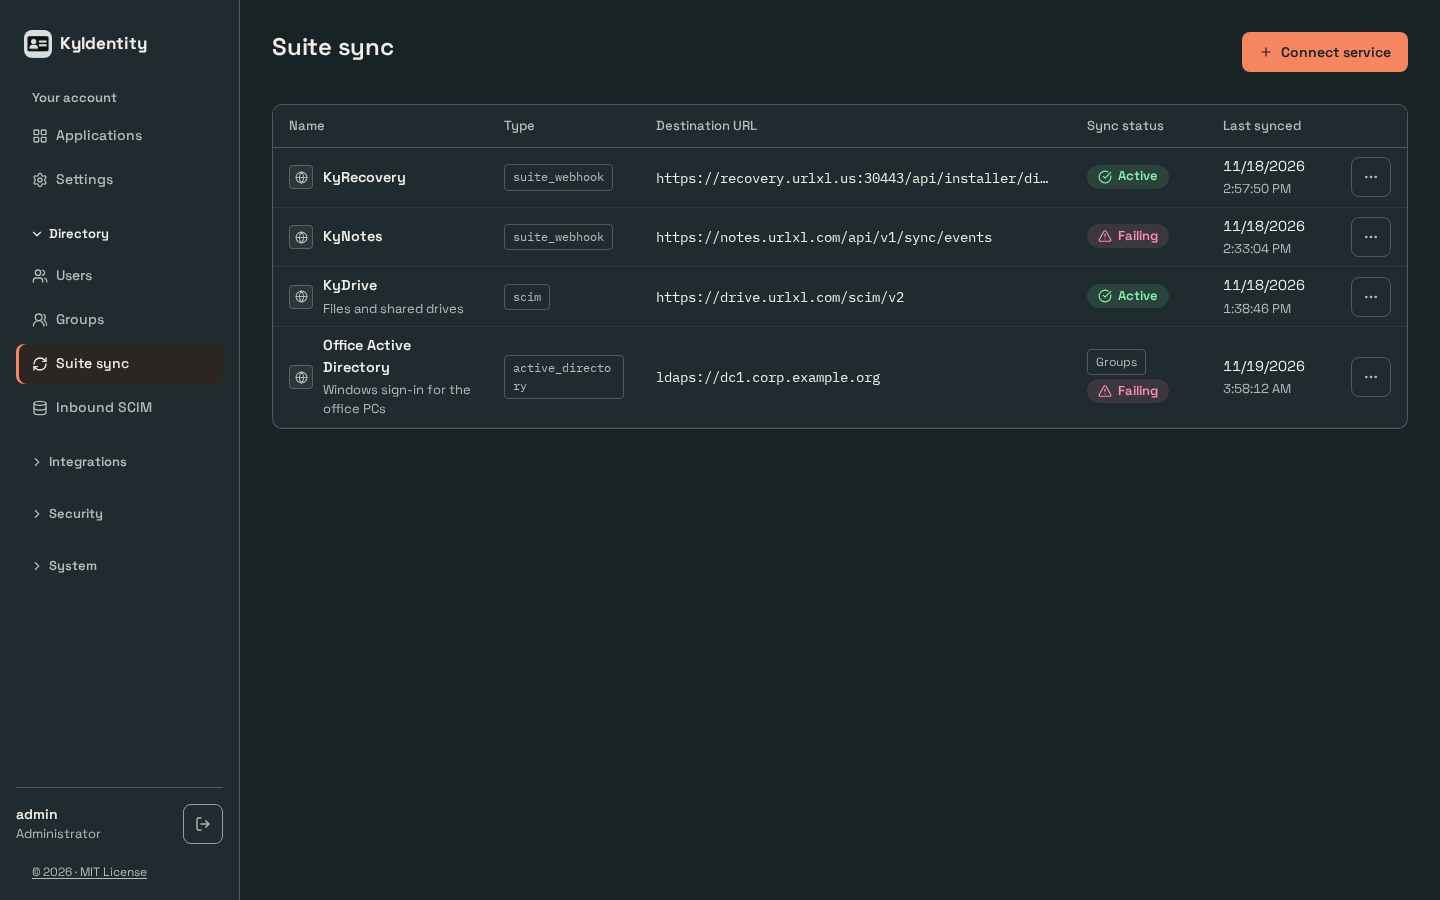 KyIdentity
Your account
Applications
Settings
Directory
Users
Groups
Suite sync
Inbound SCIM
Integrations
Security
System
admin
Administrator
© 2026 · MIT License
Suite sync
Connect service
Name Type Destination URL Sync status Last synced
KyRecovery suite_webhook https://recovery.urlxl.us:30443/api/installer/di… Active 11/18/2026
2:57:50 PM
KyNotes suite_webhook https://notes.urlxl.com/api/v1/sync/events Failing 11/18/2026
2:33:04 PM
KyDrive scim https://drive.urlxl.com/scim/v2 Active 11/18/2026
Files and shared drives 1:38:46 PM
Office Active
Directory
Windows sign-in for the
office PCs
active_directo
ry
ldaps://dc1.corp.example.org
Groups
Failing
11/19/2026
3:58:12 AM